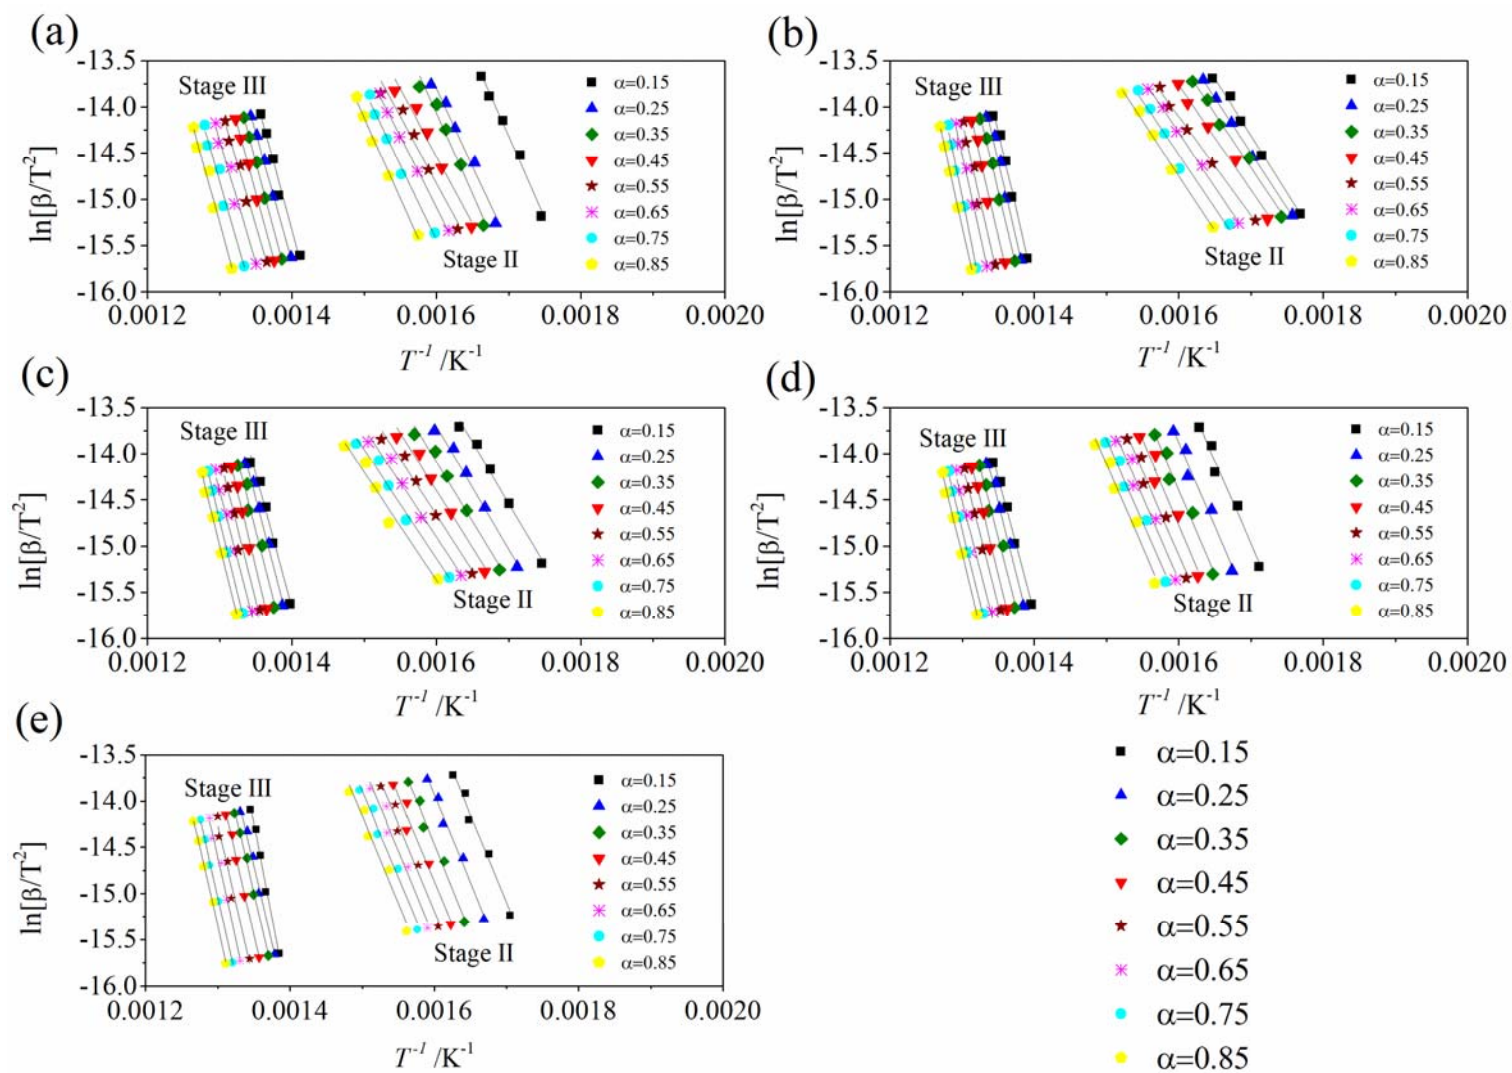 (a)
ln[β/T²]
-13.5
-14.0
-14.5
-15.0
-15.5
-16.0
Stage III
Stage II
α=0.15
α=0.25
α=0.35
α=0.45
α=0.55
α=0.65
α=0.75
α=0.85
0.0012 0.0014 0.0016 0.0018 0.0020
T⁻¹ /K⁻¹
(b)
ln[β/T²]
-13.5
-14.0
-14.5
-15.0
-15.5
-16.0
Stage III
Stage II
α=0.15
α=0.25
α=0.35
α=0.45
α=0.55
α=0.65
α=0.75
α=0.85
0.0012 0.0014 0.0016 0.0018 0.0020
T⁻¹ /K⁻¹
(c)
ln[β/T²]
-13.5
-14.0
-14.5
-15.0
-15.5
-16.0
Stage III
Stage II
α=0.15
α=0.25
α=0.35
α=0.45
α=0.55
α=0.65
α=0.75
α=0.85
0.0012 0.0014 0.0016 0.0018 0.0020
T⁻¹ /K⁻¹
(d)
ln[β/T²]
-13.5
-14.0
-14.5
-15.0
-15.5
-16.0
Stage III
Stage II
α=0.15
α=0.25
α=0.35
α=0.45
α=0.55
α=0.65
α=0.75
α=0.85
0.0012 0.0014 0.0016 0.0018 0.0020
T⁻¹ /K⁻¹
(e)
ln[β/T²]
-13.5
-14.0
-14.5
-15.0
-15.5
-16.0
Stage III
Stage II
α=0.15
α=0.25
α=0.35
α=0.45
α=0.55
α=0.65
α=0.75
α=0.85
0.0012 0.0014 0.0016 0.0018 0.0020
T⁻¹ /K⁻¹
α=0.15
α=0.25
α=0.35
α=0.45
α=0.55
α=0.65
α=0.75
α=0.85